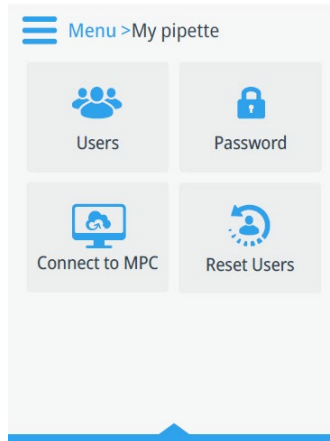 Menu >My pipette
Users
Password
Connect to MPC
Reset Users